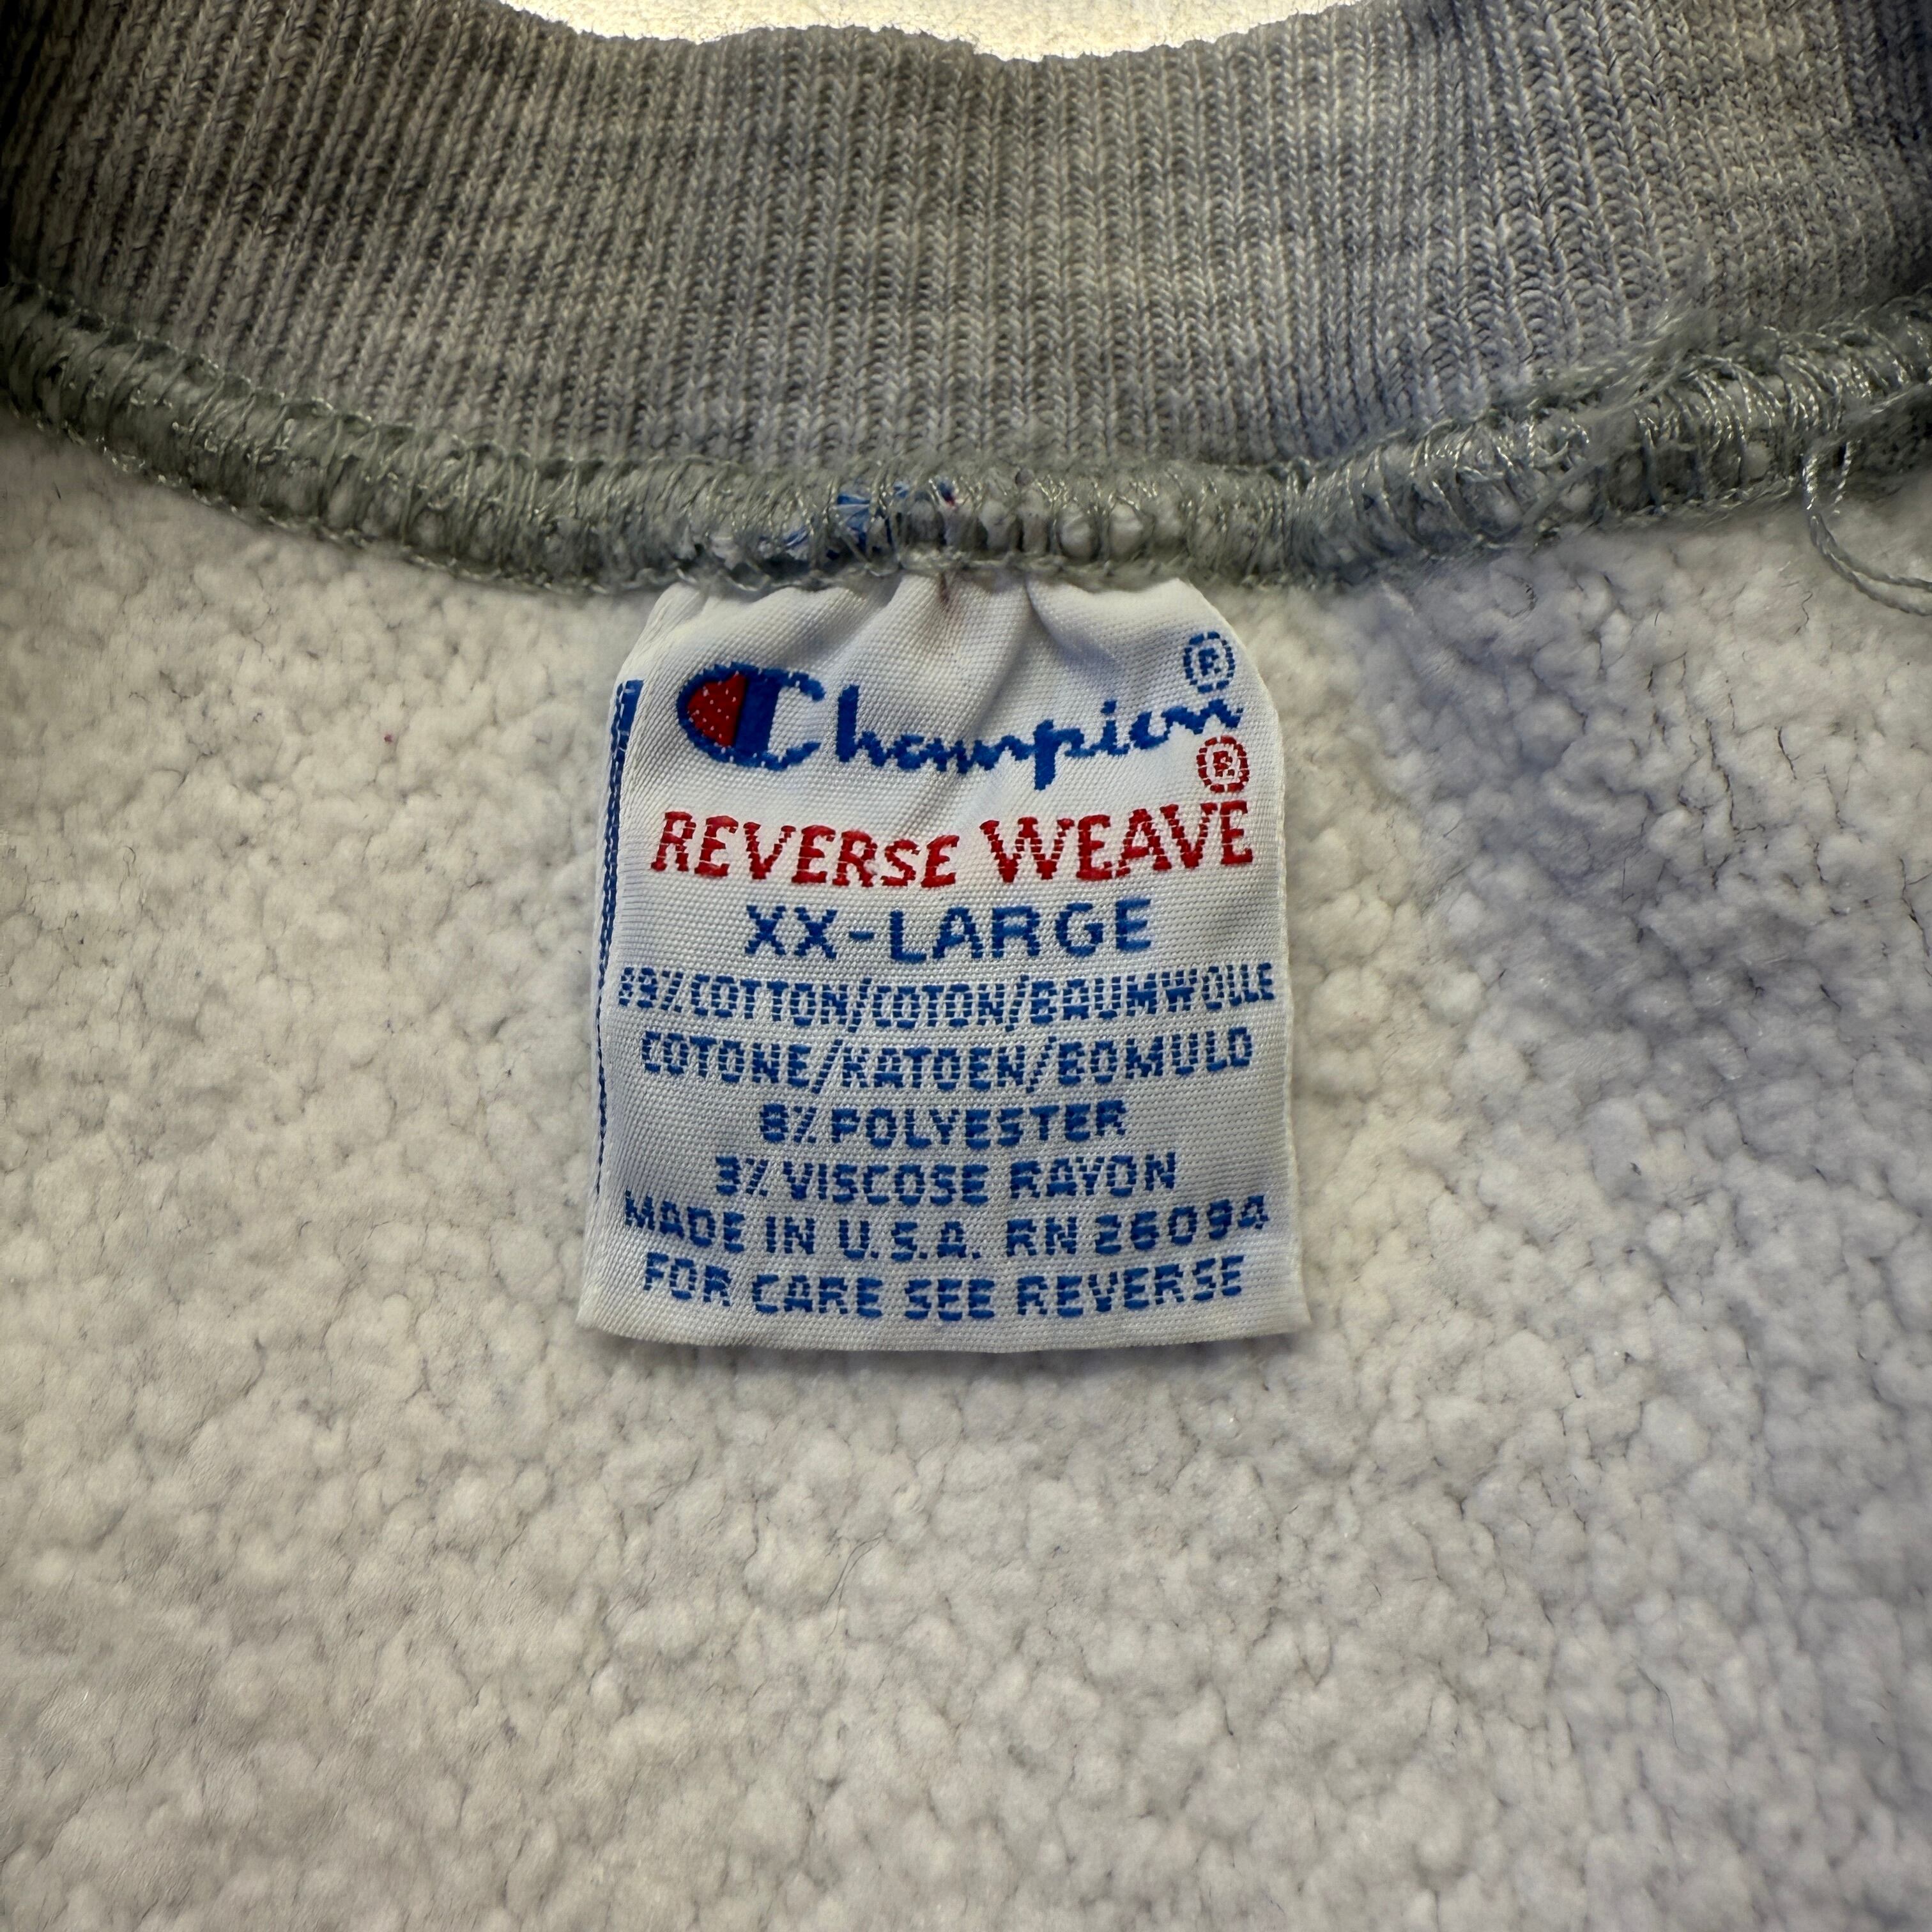 Champion®
REVERSE WEAVE®
XX-LARGE
89%COTTON/COTON/BAUMWOLLE
COTONE/KATOEN/BOMULD
8% POLYESTER
3% VISCOSE RAYON
MADE IN U.S.A. RN 26094
FOR CARE SEE REVERSE